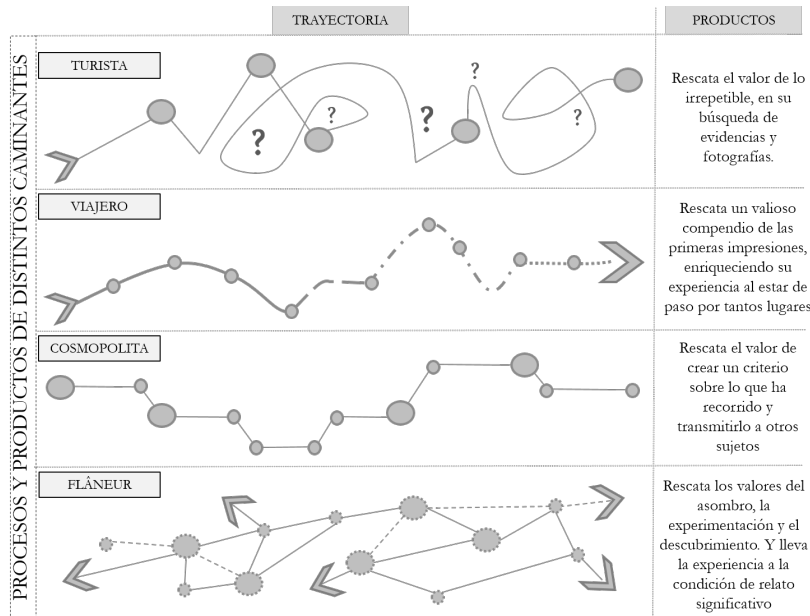 TRAYECTORIA
PRODUCTOS
PROCESOS Y PRODUCTOS DE DISTINTOS CAMINANTES
TURISTA
?
?
?
?
?
Rescata el valor de lo
irrepetible, en su
búsqueda de
evidencias y
fotografías.
VIAJERO
Rescata un valioso
compendio de las
primeras impresiones,
enriqueciendo su
experiencia al estar de
paso por tantos lugares
COSMOPOLITA
Rescata el valor de
crear un criterio
sobre lo que ha
recorrido y
transmitirlo a otros
sujetos
FLÂNEUR
Rescata los valores del
asombro, la
experimentación y el
descubrimiento. Y lleva
la experiencia a la
condición de relato
significativo